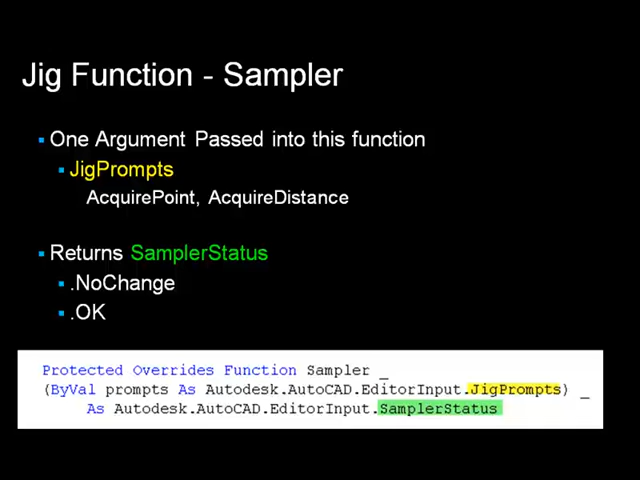 Jig Function - Sampler
One Argument Passed into this function
JigPrompts
AcquirePoint, AcquireDistance
Returns SamplerStatus
.NoChange
.OK
Protected Overrides Function Sampler _
(ByVal prompts As Autodesk.AutoCAD.EditorInput.JigPrompts) _
As Autodesk.AutoCAD.EditorInput.SamplerStatus